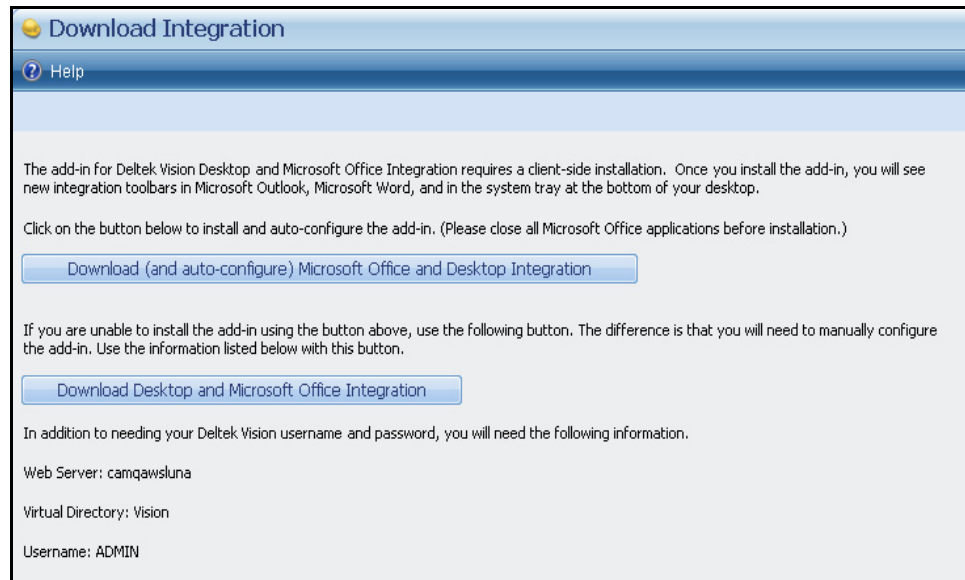 Download Integration
? Help
The add-in for Deltek Vision Desktop and Microsoft Office Integration requires a client-side installation. Once you install the add-in, you will see
new integration toolbars in Microsoft Outlook, Microsoft Word, and in the system tray at the bottom of your desktop.
Click on the button below to install and auto-configure the add-in. (Please close all Microsoft Office applications before installation.)
Download (and auto-configure) Microsoft Office and Desktop Integration
If you are unable to install the add-in using the button above, use the following button. The difference is that you will need to manually configure
the add-in. Use the information listed below with this button.
Download Desktop and Microsoft Office Integration
In addition to needing your Deltek Vision username and password, you will need the following information.
Web Server: camqawsluna
Virtual Directory: Vision
Username: ADMIN